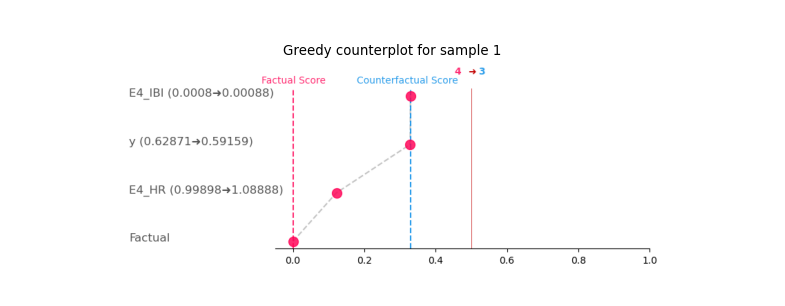 Greedy counterplot for sample 1
4 ➔ 3
Factual Score
Counterfactual Score
E4_IBI (0.0008➔0.00088)
y (0.62871➔0.59159)
E4_HR (0.99898➔1.08888)
Factual
0.0 0.2 0.4 0.6 0.8 1.0